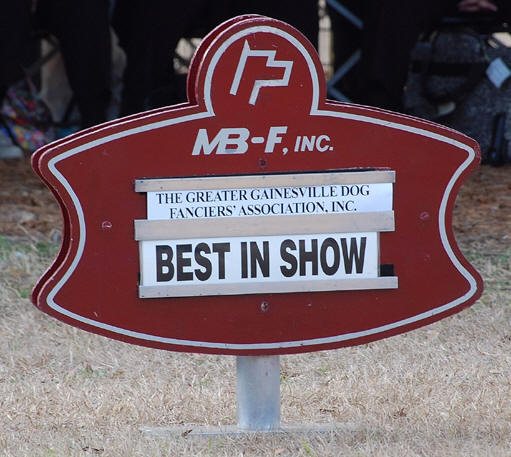 MB-F, INC.
THE GREATER GAINESVILLE DOG
FANCIERS' ASSOCIATION, INC.
BEST IN SHOW